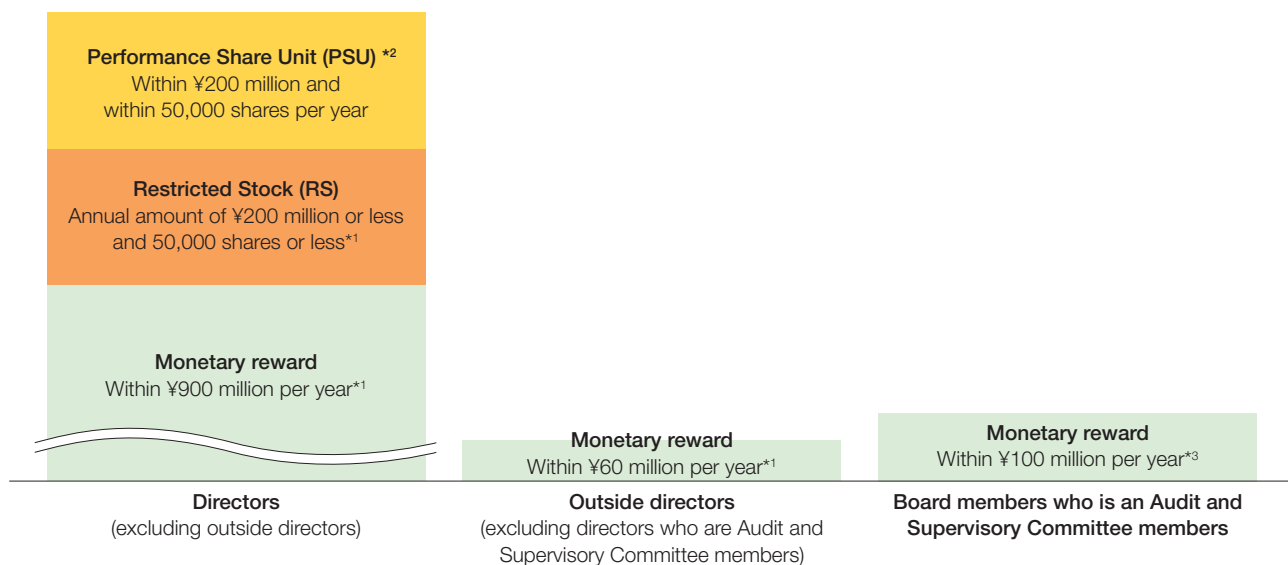 Performance Share Unit (PSU) *2
Within ¥200 million and
within 50,000 shares per year
Restricted Stock (RS)
Annual amount of ¥200 million or less
and 50,000 shares or less*1
Monetary reward
Within ¥900 million per year*1
Monetary reward
Within ¥60 million per year*1
Monetary reward
Within ¥100 million per year*3
Directors
(excluding outside directors)
Outside directors
(excluding directors who are Audit and
Supervisory Committee members)
Board members who is an Audit and
Supervisory Committee members